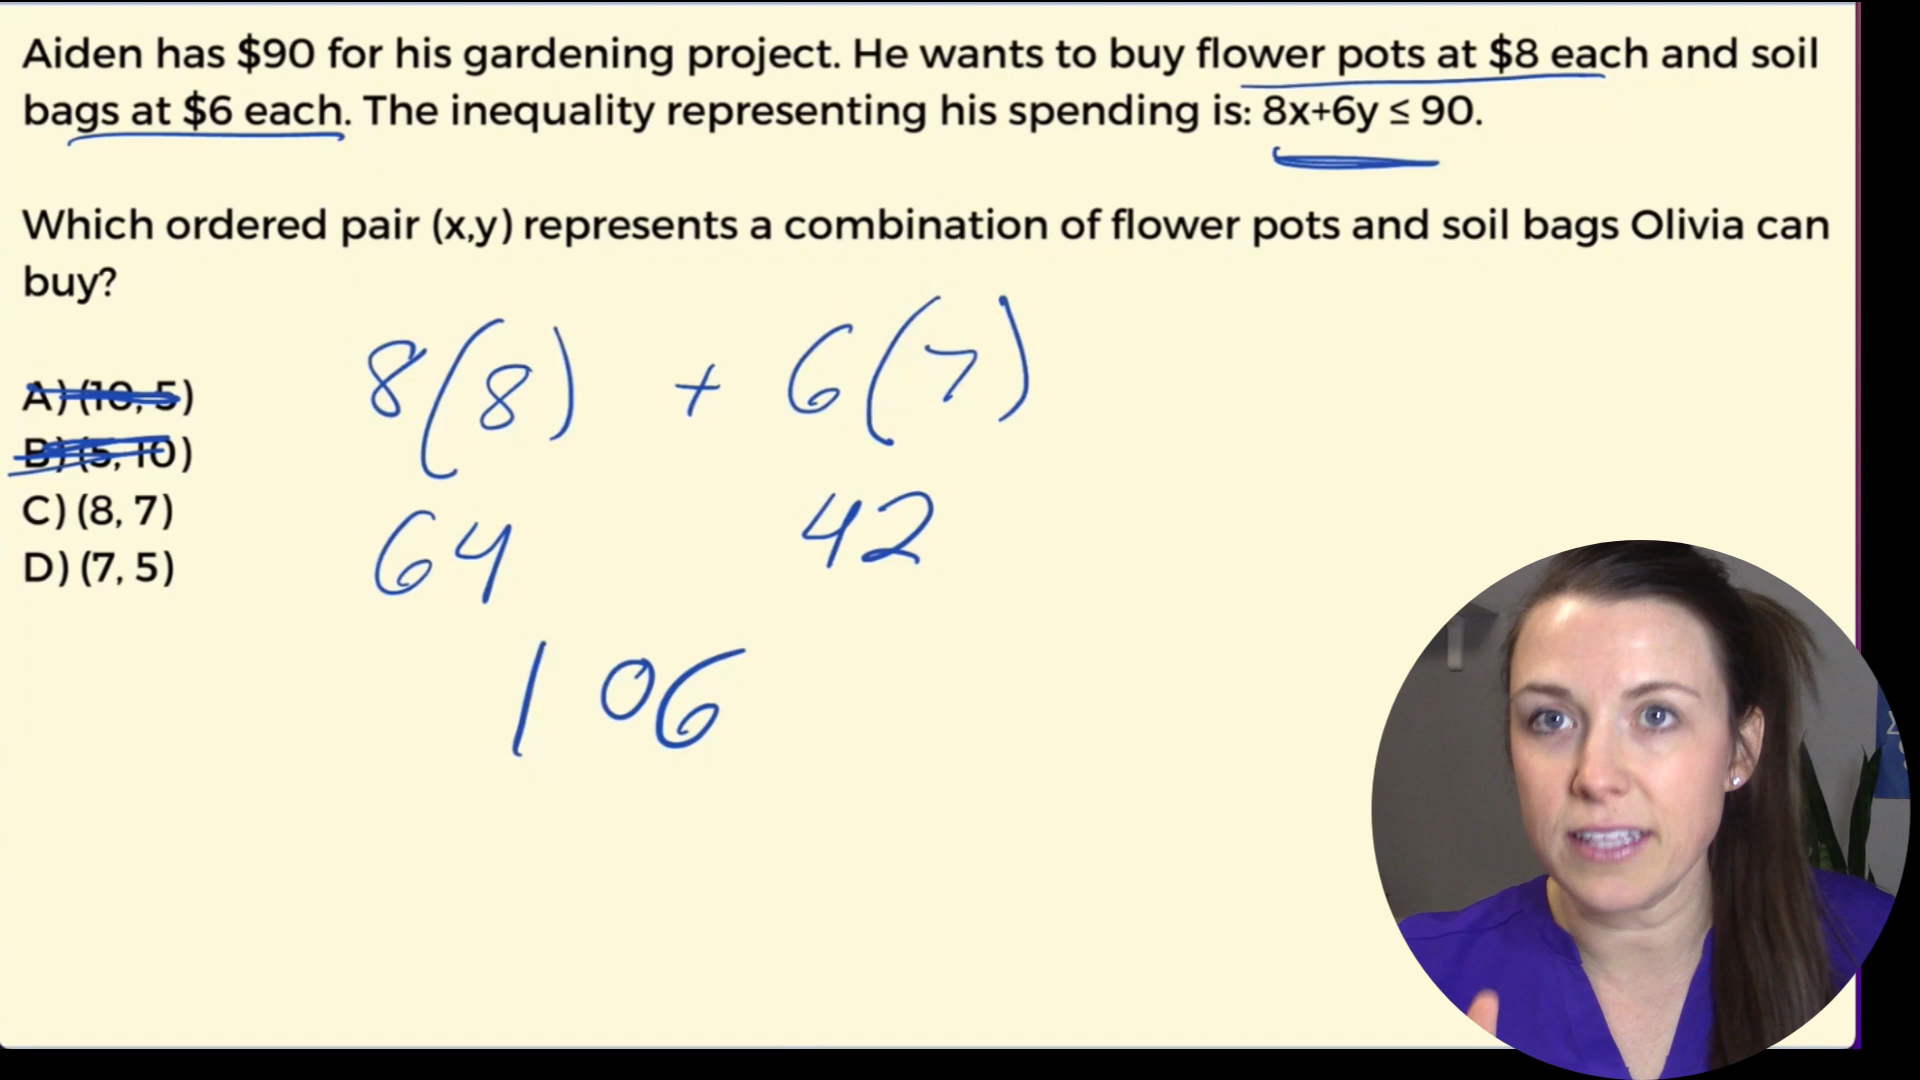 Aiden has $90 for his gardening project. He wants to buy flower pots at $8 each and soil
bags at $6 each. The inequality representing his spending is: 8x+6y ≤ 90.
Which ordered pair (x,y) represents a combination of flower pots and soil bags Olivia can
buy?
A) (10, 5)
B) (5, 10)
C) (8, 7)
D) (7, 5)
8(8) + 6(7)
64 42
106